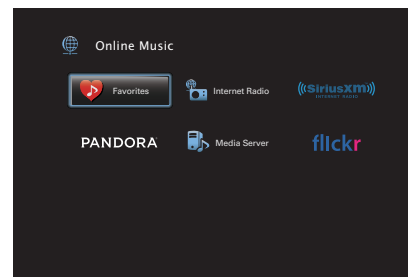 Online Music
Favorites
Internet Radio
((SiriusXM))
INTERNET RADIO
PANDORA
Media Server
flickr